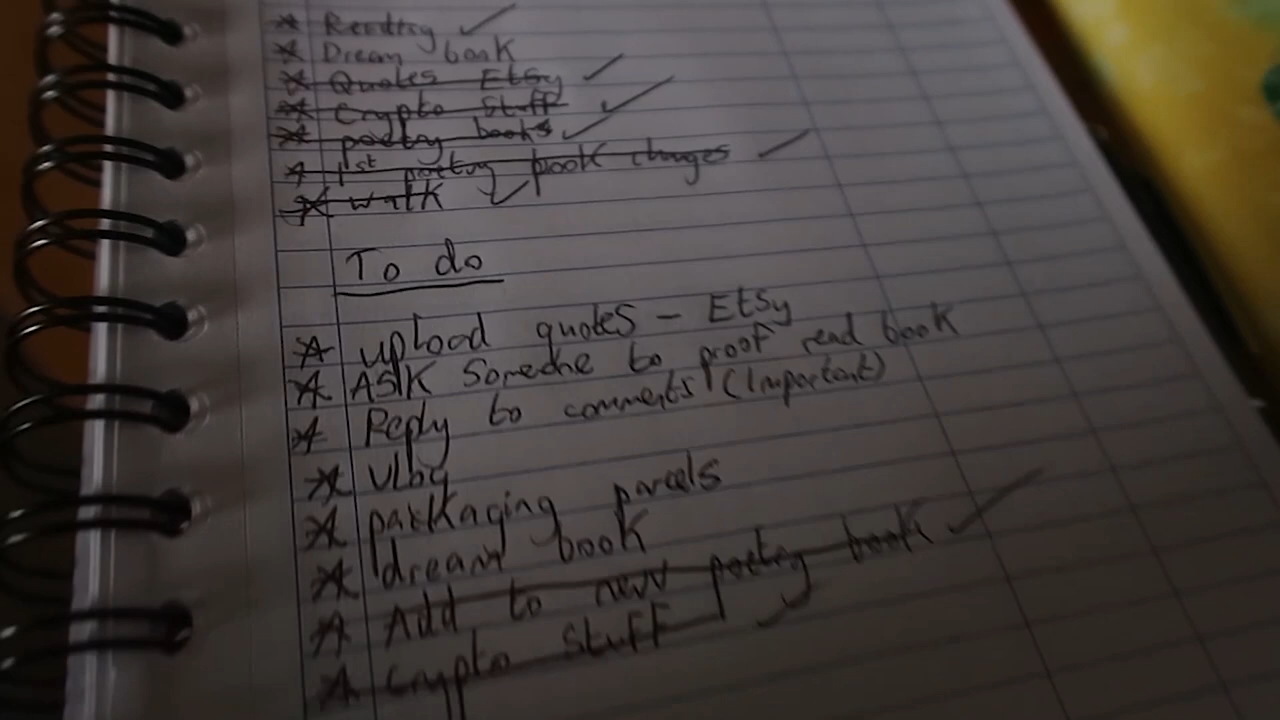 * Reading ✓
* Dream book
* Quotes Etsy ✓
* Crypto Stuff ✓
* poetry books ✓
* 1st poetry book changes ✓
* walk ✓
To do
* upload quotes - Etsy
* ASK Someone to proof read book
* Reply to comments (Important)
* Vlog
* packaging parcels
* dream book
* Add to new poetry book ✓
* Crypto Stuff ✓